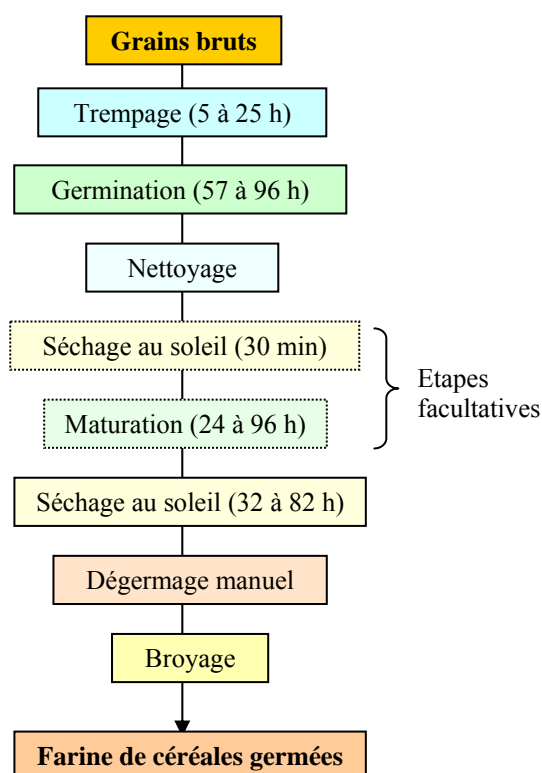 Grains bruts
Trempage (5 à 25 h)
Germination (57 à 96 h)
Nettoyage
Séchage au soleil (30 min)
Maturation (24 à 96 h)
Etapes
facultatives
Séchage au soleil (32 à 82 h)
Dégermage manuel
Broyage
Farine de céréales germées